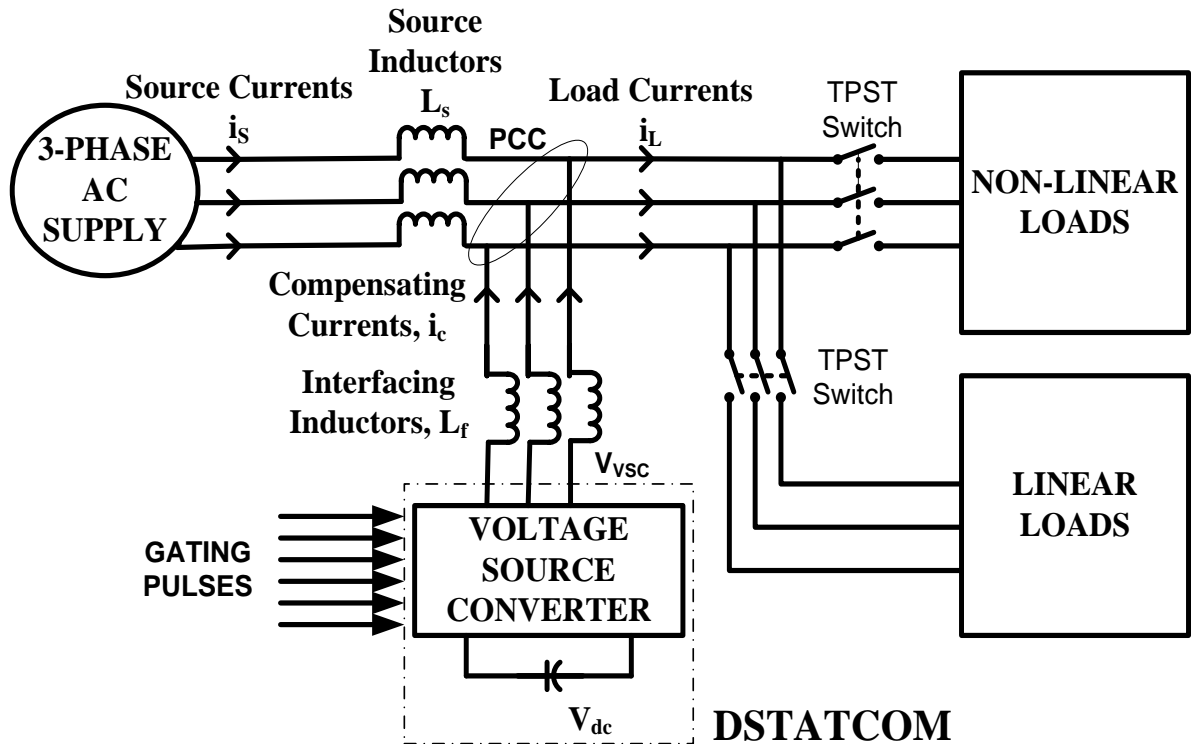 Source
Inductors
Lₛ
Source Currents
i_S
Load Currents
i_L
TPST
Switch
PCC
3-PHASE
AC
SUPPLY
NON-LINEAR
LOADS
Compensating
Currents, i_c
TPST
Switch
Interfacing
Inductors, L_f
V_VSC
LINEAR
LOADS
GATING
PULSES
VOLTAGE
SOURCE
CONVERTER
V_dc
DSTATCOM